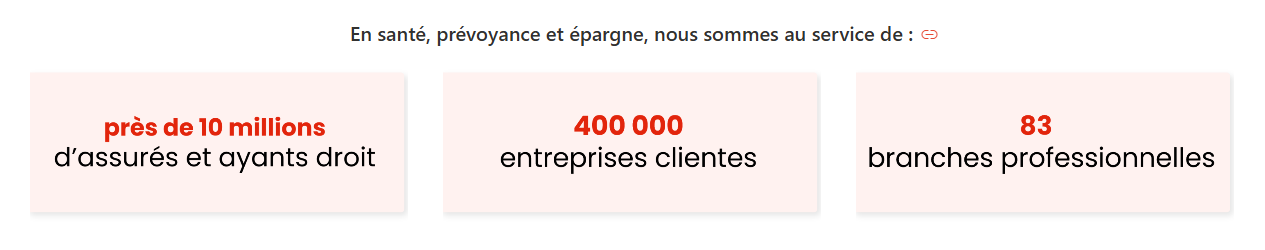 En santé, prévoyance et épargne, nous sommes au service de :
près de 10 millions
d’assurés et ayants droit
400 000
entreprises clientes
83
branches professionnelles